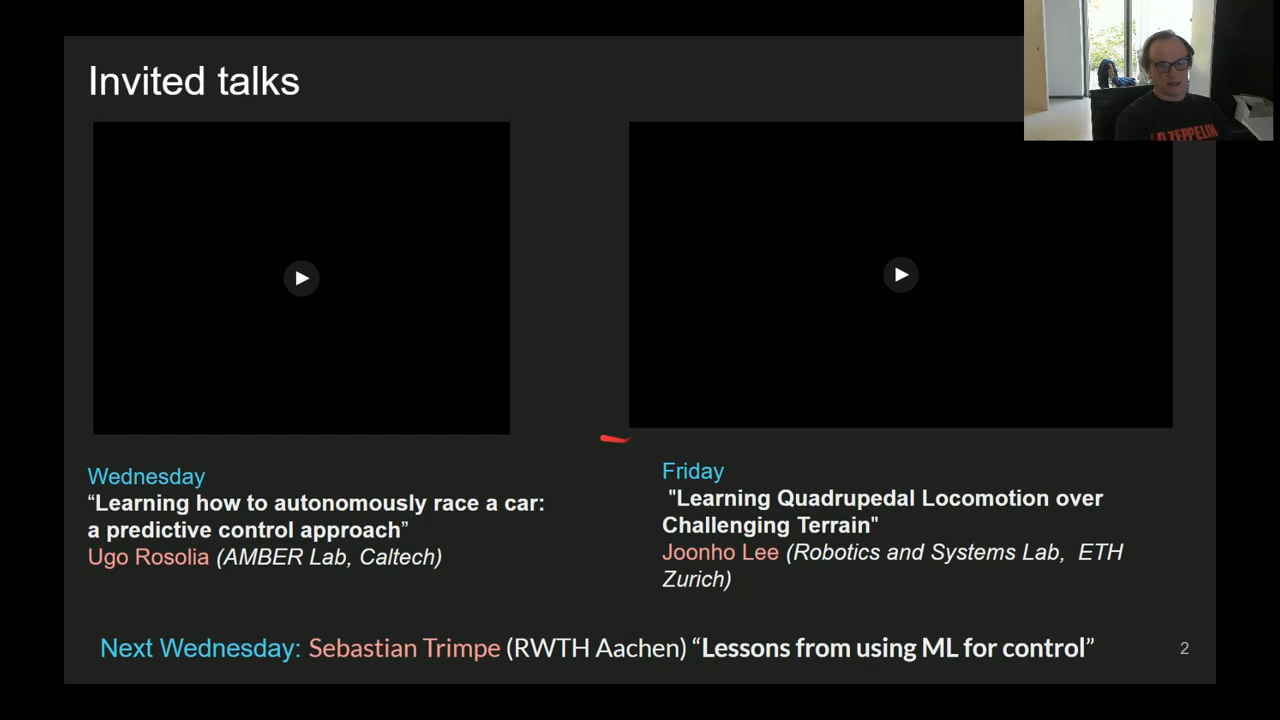 Invited talks
ZEPPELIN
Wednesday
“Learning how to autonomously race a car:
a predictive control approach”
Ugo Rosolia (AMBER Lab, Caltech)
Friday
"Learning Quadrupedal Locomotion over
Challenging Terrain"
Joonho Lee (Robotics and Systems Lab, ETH
Zurich)
Next Wednesday: Sebastian Trimpe (RWTH Aachen) “Lessons from using ML for control”
2